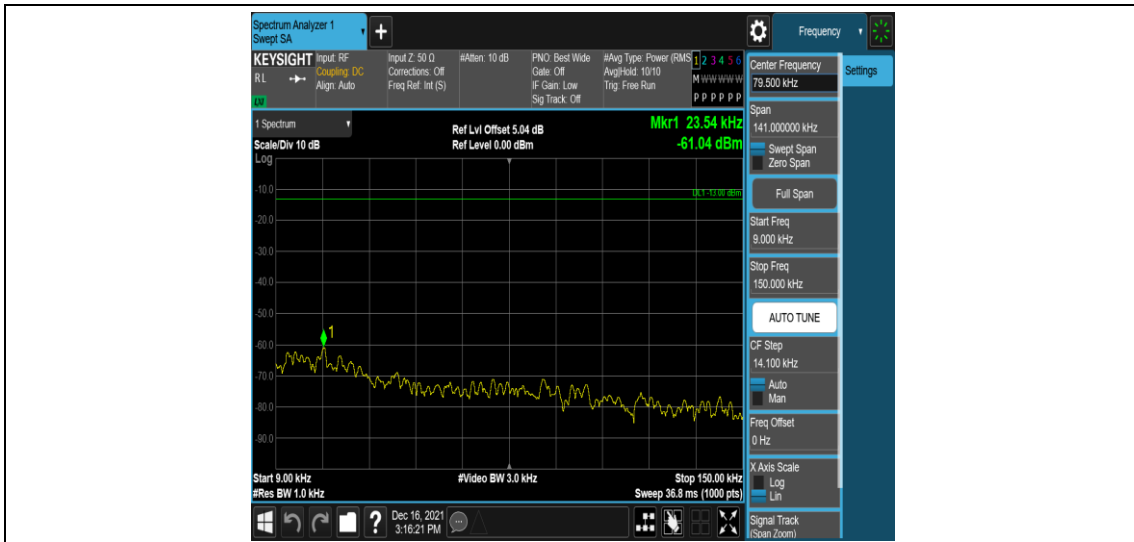 Spectrum Analyzer 1
Swept SA
+
Frequency
KEYSIGHT
RL
Input: RF
Coupling: DC
Align: Auto
Input Z: 50 Ω
Corrections: Off
Freq Ref: Int (S)
#Atten: 10 dB
PNO: Best Wide
Gate: Off
IF Gain: Low
Sig Track: Off
#Avg Type: Power (RMS
Avg|Hold: 10/10
Trig: Free Run
1 2 3 4 5 6
M W W W W W
P P P P P P
LXI
1 Spectrum
Scale/Div 10 dB
Log
Ref Lvl Offset 5.04 dB
Ref Level 0.00 dBm
Mkr1 23.54 kHz
-61.04 dBm
DL1 -13.00 dBm
-10.0
-20.0
-30.0
-40.0
-50.0
-60.0
-70.0
-80.0
-90.0
1
Start 9.00 kHz
#Res BW 1.0 kHz
#Video BW 3.0 kHz
Stop 150.00 kHz
Sweep 36.8 ms (1000 pts)
Center Frequency
79.500 kHz
Settings
Span
141.000000 kHz
Swept Span
Zero Span
Full Span
Start Freq
9.000 kHz
Stop Freq
150.000 kHz
AUTO TUNE
CF Step
14.100 kHz
Auto
Man
Freq Offset
0 Hz
X Axis Scale
Log
Lin
Signal Track
(Span Zoom)
?
Dec 16, 2021
3:16:21 PM